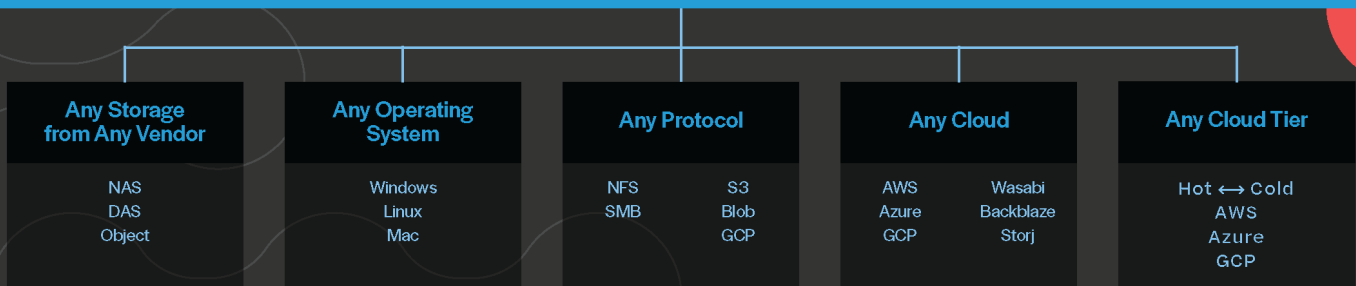 Any Storage
from Any Vendor
NAS
DAS
Object
Any Operating
System
Windows
Linux
Mac
Any Protocol
NFS S3
SMB Blob
GCP
Any Cloud
AWS Wasabi
Azure Backblaze
GCP Storj
Any Cloud Tier
Hot ⟷ Cold
AWS
Azure
GCP